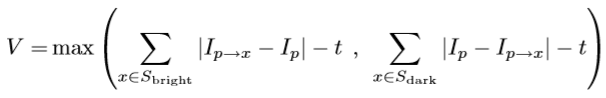 V = max ( ∑_{x∈S_bright} |I_{p→x} − I_p| − t , ∑_{x∈S_dark} |I_p − I_{p→x}| − t )